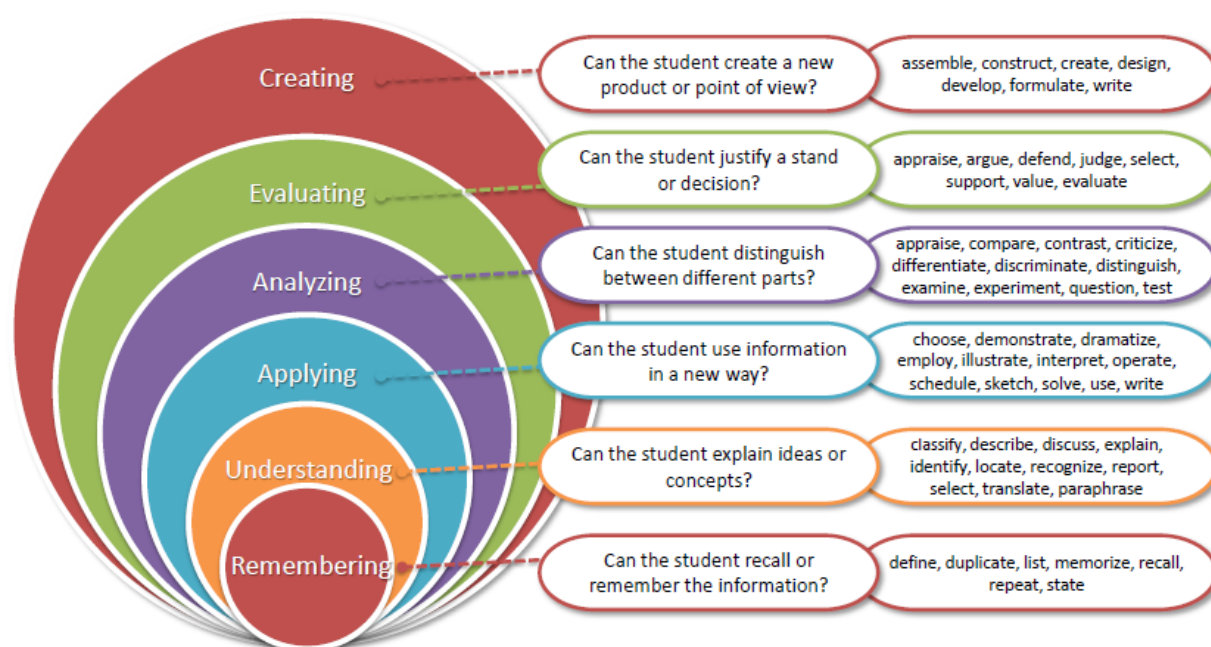 Creating
Can the student create a new
product or point of view?
assemble, construct, create, design,
develop, formulate, write
Evaluating
Can the student justify a stand
or decision?
appraise, argue, defend, judge, select,
support, value, evaluate
Analyzing
Can the student distinguish
between different parts?
appraise, compare, contrast, criticize,
differentiate, discriminate, distinguish,
examine, experiment, question, test
Applying
Can the student use information
in a new way?
choose, demonstrate, dramatize,
employ, illustrate, interpret, operate,
schedule, sketch, solve, use, write
Understanding
Can the student explain ideas or
concepts?
classify, describe, discuss, explain,
identify, locate, recognize, report,
select, translate, paraphrase
Remembering
Can the student recall or
remember the information?
define, duplicate, list, memorize, recall,
repeat, state